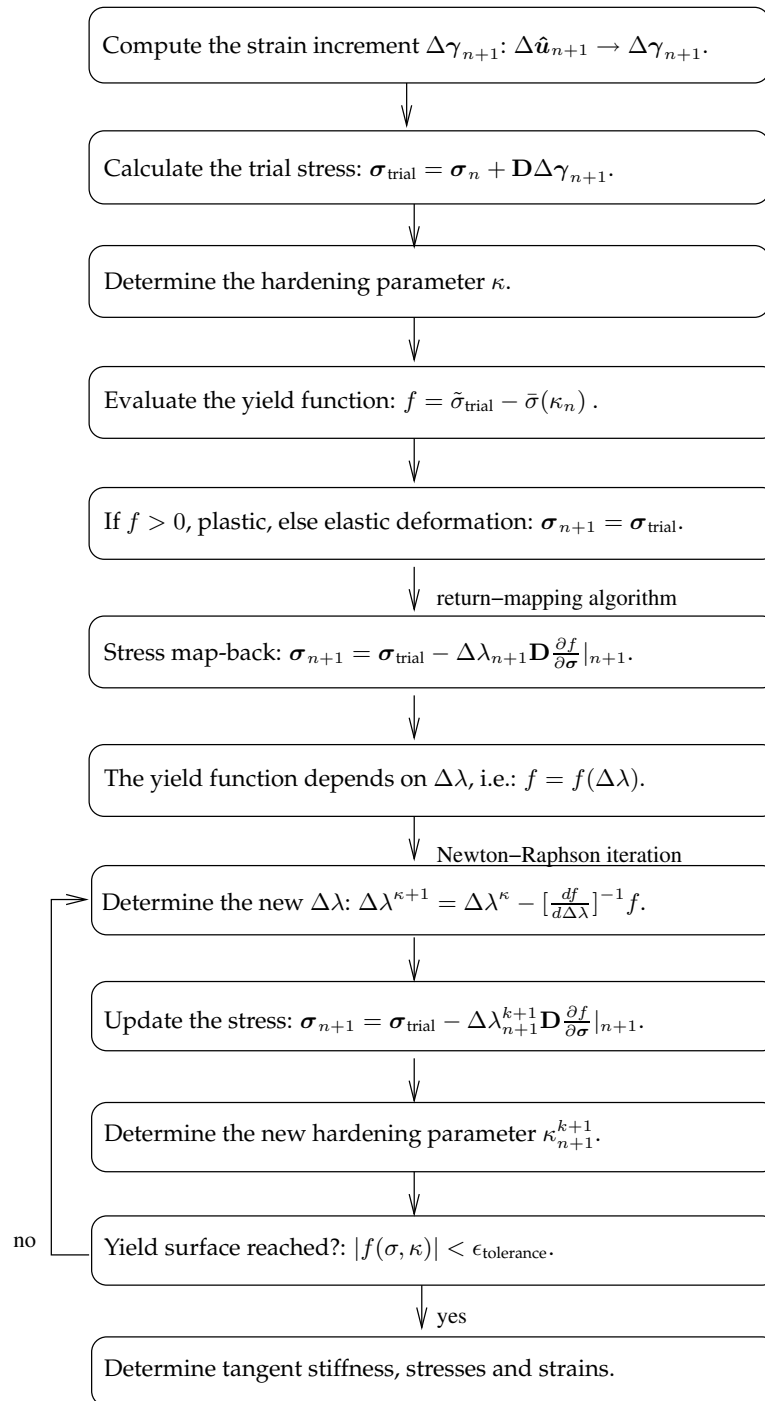 Compute the strain increment Δγ_{n+1}: Δû_{n+1} → Δγ_{n+1}.
Calculate the trial stress: σ_trial = σ_n + DΔγ_{n+1}.
Determine the hardening parameter κ.
Evaluate the yield function: f = σ̃_trial − σ̄(κ_n) .
If f > 0, plastic, else elastic deformation: σ_{n+1} = σ_trial.
return−mapping algorithm
Stress map-back: σ_{n+1} = σ_trial − Δλ_{n+1}D ∂f/∂σ|_{n+1}.
The yield function depends on Δλ, i.e.: f = f(Δλ).
Newton−Raphson iteration
Determine the new Δλ: Δλ^{κ+1} = Δλ^κ − [df/dΔλ]^{−1} f.
Update the stress: σ_{n+1} = σ_trial − Δλ^{k+1}_{n+1}D ∂f/∂σ|_{n+1}.
Determine the new hardening parameter κ^{k+1}_{n+1}.
no
Yield surface reached?: |f(σ, κ)| < ϵ_tolerance.
yes
Determine tangent stiffness, stresses and strains.